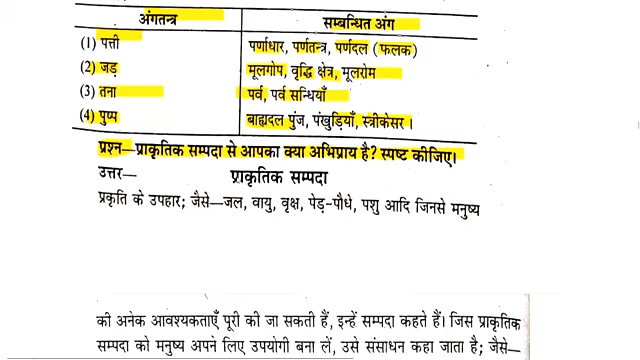 अंगतन्त्र सम्बन्धित अंग
(1) पत्ती पर्णाधार, पर्णतन्त्र, पर्णदल (फलक)
(2) जड़ मूलगोप, वृद्धि क्षेत्र, मूलरोम
(3) तना पर्व, पर्व सन्धियाँ
(4) पुष्प बाह्यदल पुंज, पंखुड़ियाँ, स्त्रीकेसर ।
प्रश्न—प्राकृतिक सम्पदा से आपका क्या अभिप्राय है? स्पष्ट कीजिए।
उत्तर— प्राकृतिक सम्पदा
प्रकृति के उपहार; जैसे—जल, वायु, वृक्ष, पेड़-पौधे, पशु आदि जिनसे मनुष्य
की अनेक आवश्यकताएँ पूरी की जा सकती हैं, इन्हें सम्पदा कहते हैं। जिस प्राकृतिक
सम्पदा को मनुष्य अपने लिए उपयोगी बना लें, उसे संसाधन कहा जाता है; जैसे—